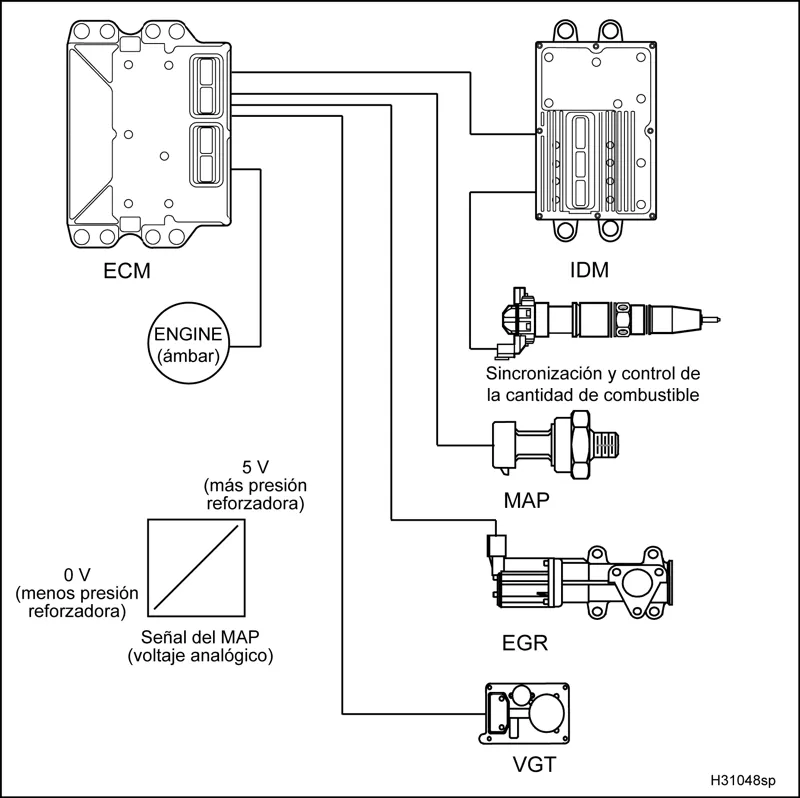 ECM
IDM
ENGINE
(ámbar)
Sincronización y control de
la cantidad de combustible
MAP
5 V
(más presión
reforzadora)
0 V
(menos presión
reforzadora)
Señal del MAP
(voltaje analógico)
EGR
VGT
H31048sp